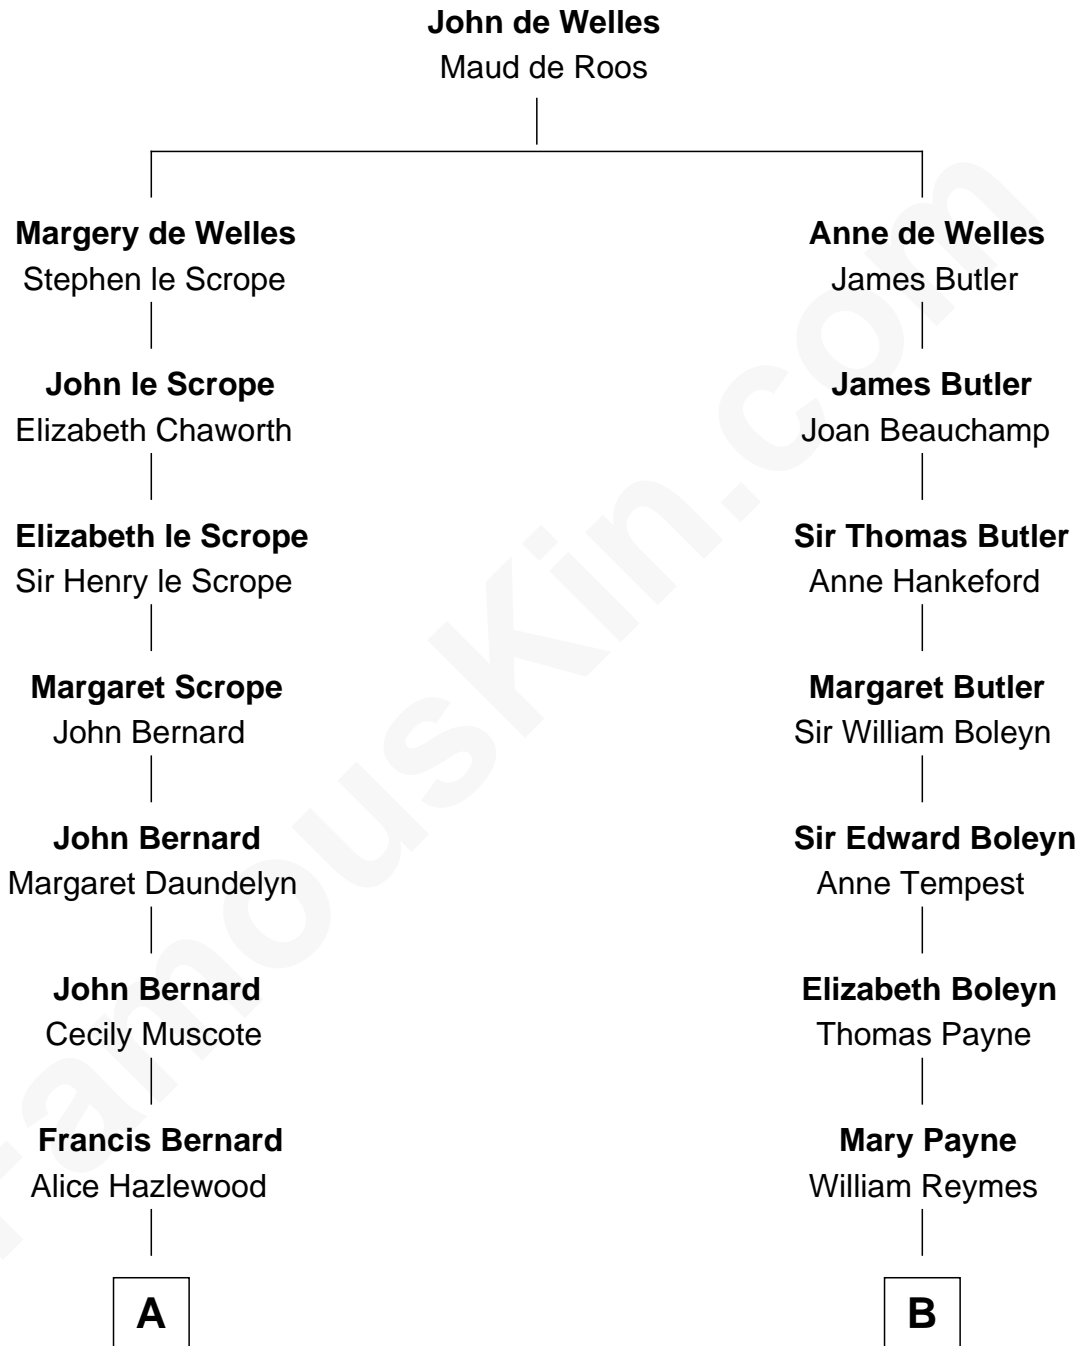 John de Welles
Maud de Roos
Margery de Welles
Stephen le Scrope
John le Scrope
Elizabeth Chaworth
Elizabeth le Scrope
Sir Henry le Scrope
Margaret Scrope
John Bernard
John Bernard
Margaret Daundelyn
John Bernard
Cecily Muscote
Francis Bernard
Alice Hazlewood
A
Anne de Welles
James Butler
James Butler
Joan Beauchamp
Sir Thomas Butler
Anne Hankeford
Margaret Butler
Sir William Boleyn
Sir Edward Boleyn
Anne Tempest
Elizabeth Boleyn
Thomas Payne
Mary Payne
William Reymes
B
FamousKin.com